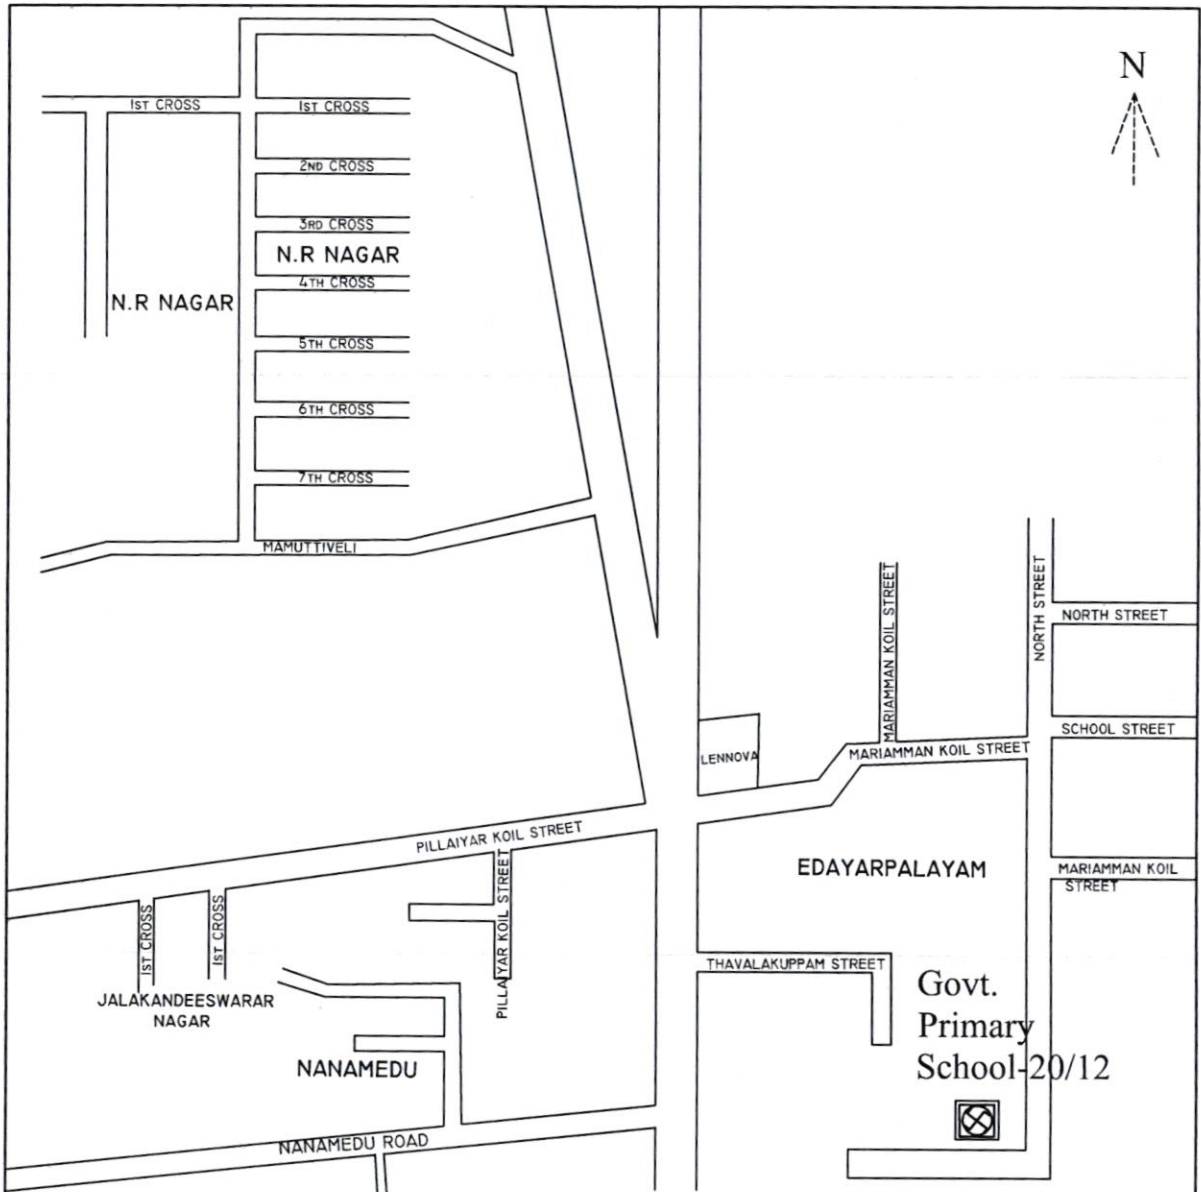 N
1ST CROSS
1ST CROSS
2ND CROSS
3RD CROSS
N.R NAGAR
4TH CROSS
N.R NAGAR
5TH CROSS
6TH CROSS
7TH CROSS
MAMUTTIVELI
MARIAMMAN KOIL STREET
NORTH STREET
NORTH STREET
SCHOOL STREET
LENNOVA
MARIAMMAN KOIL STREET
PILLAIYAR KOIL STREET
EDAYARPALAYAM
MARIAMMAN KOIL
STREET
PILLAIYAR KOIL STREET
1ST CROSS
1ST CROSS
THAVALAKUPPAM STREET
JALAKANDEESWARAR
NAGAR
Govt.
Primary
School-20/12
NANAMEDU
NANAMEDU ROAD